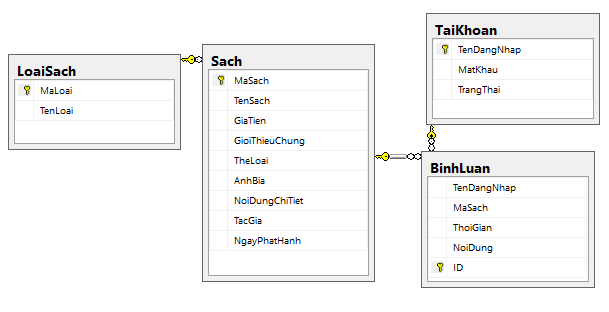 LoaiSach
MaLoai
TenLoai
Sach
MaSach
TenSach
GiaTien
GioiThieuChung
TheLoai
AnhBia
NoiDungChiTiet
TacGia
NgayPhatHanh
TaiKhoan
TenDangNhap
MatKhau
TrangThai
BinhLuan
TenDangNhap
MaSach
ThoiGian
NoiDung
ID